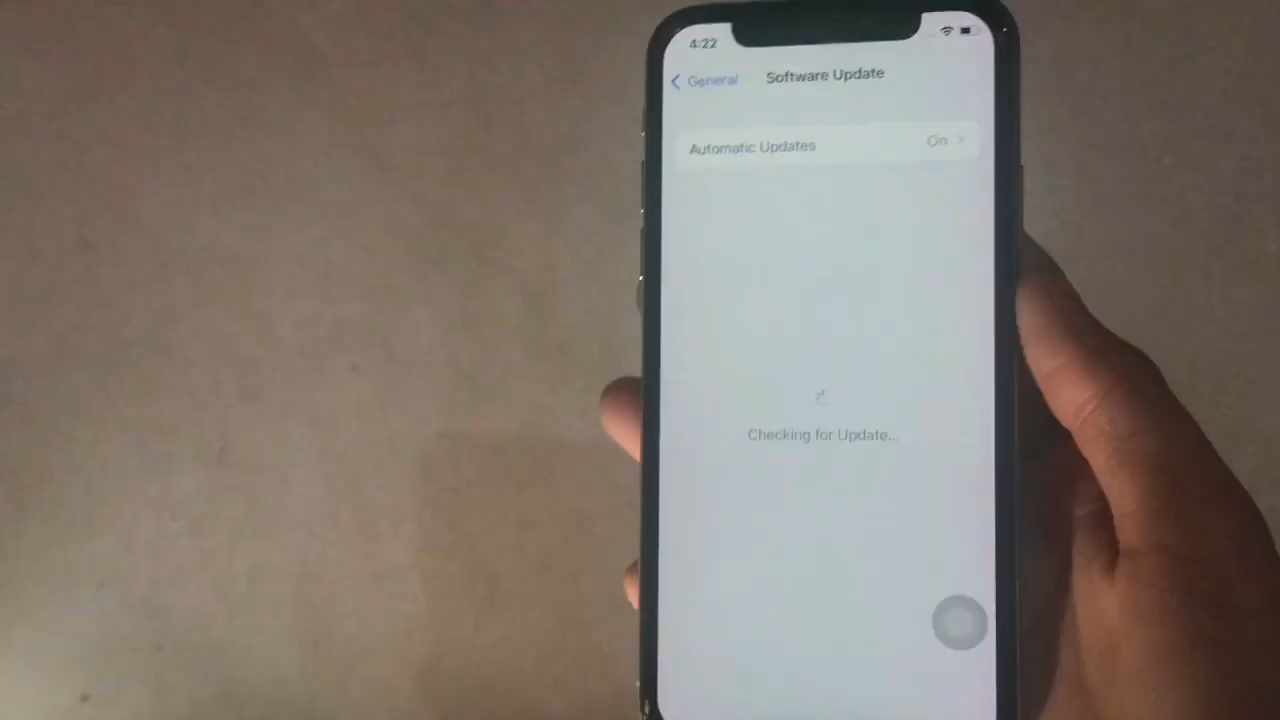 4:22
General
Software Update
Automatic Updates On
Checking for Update...